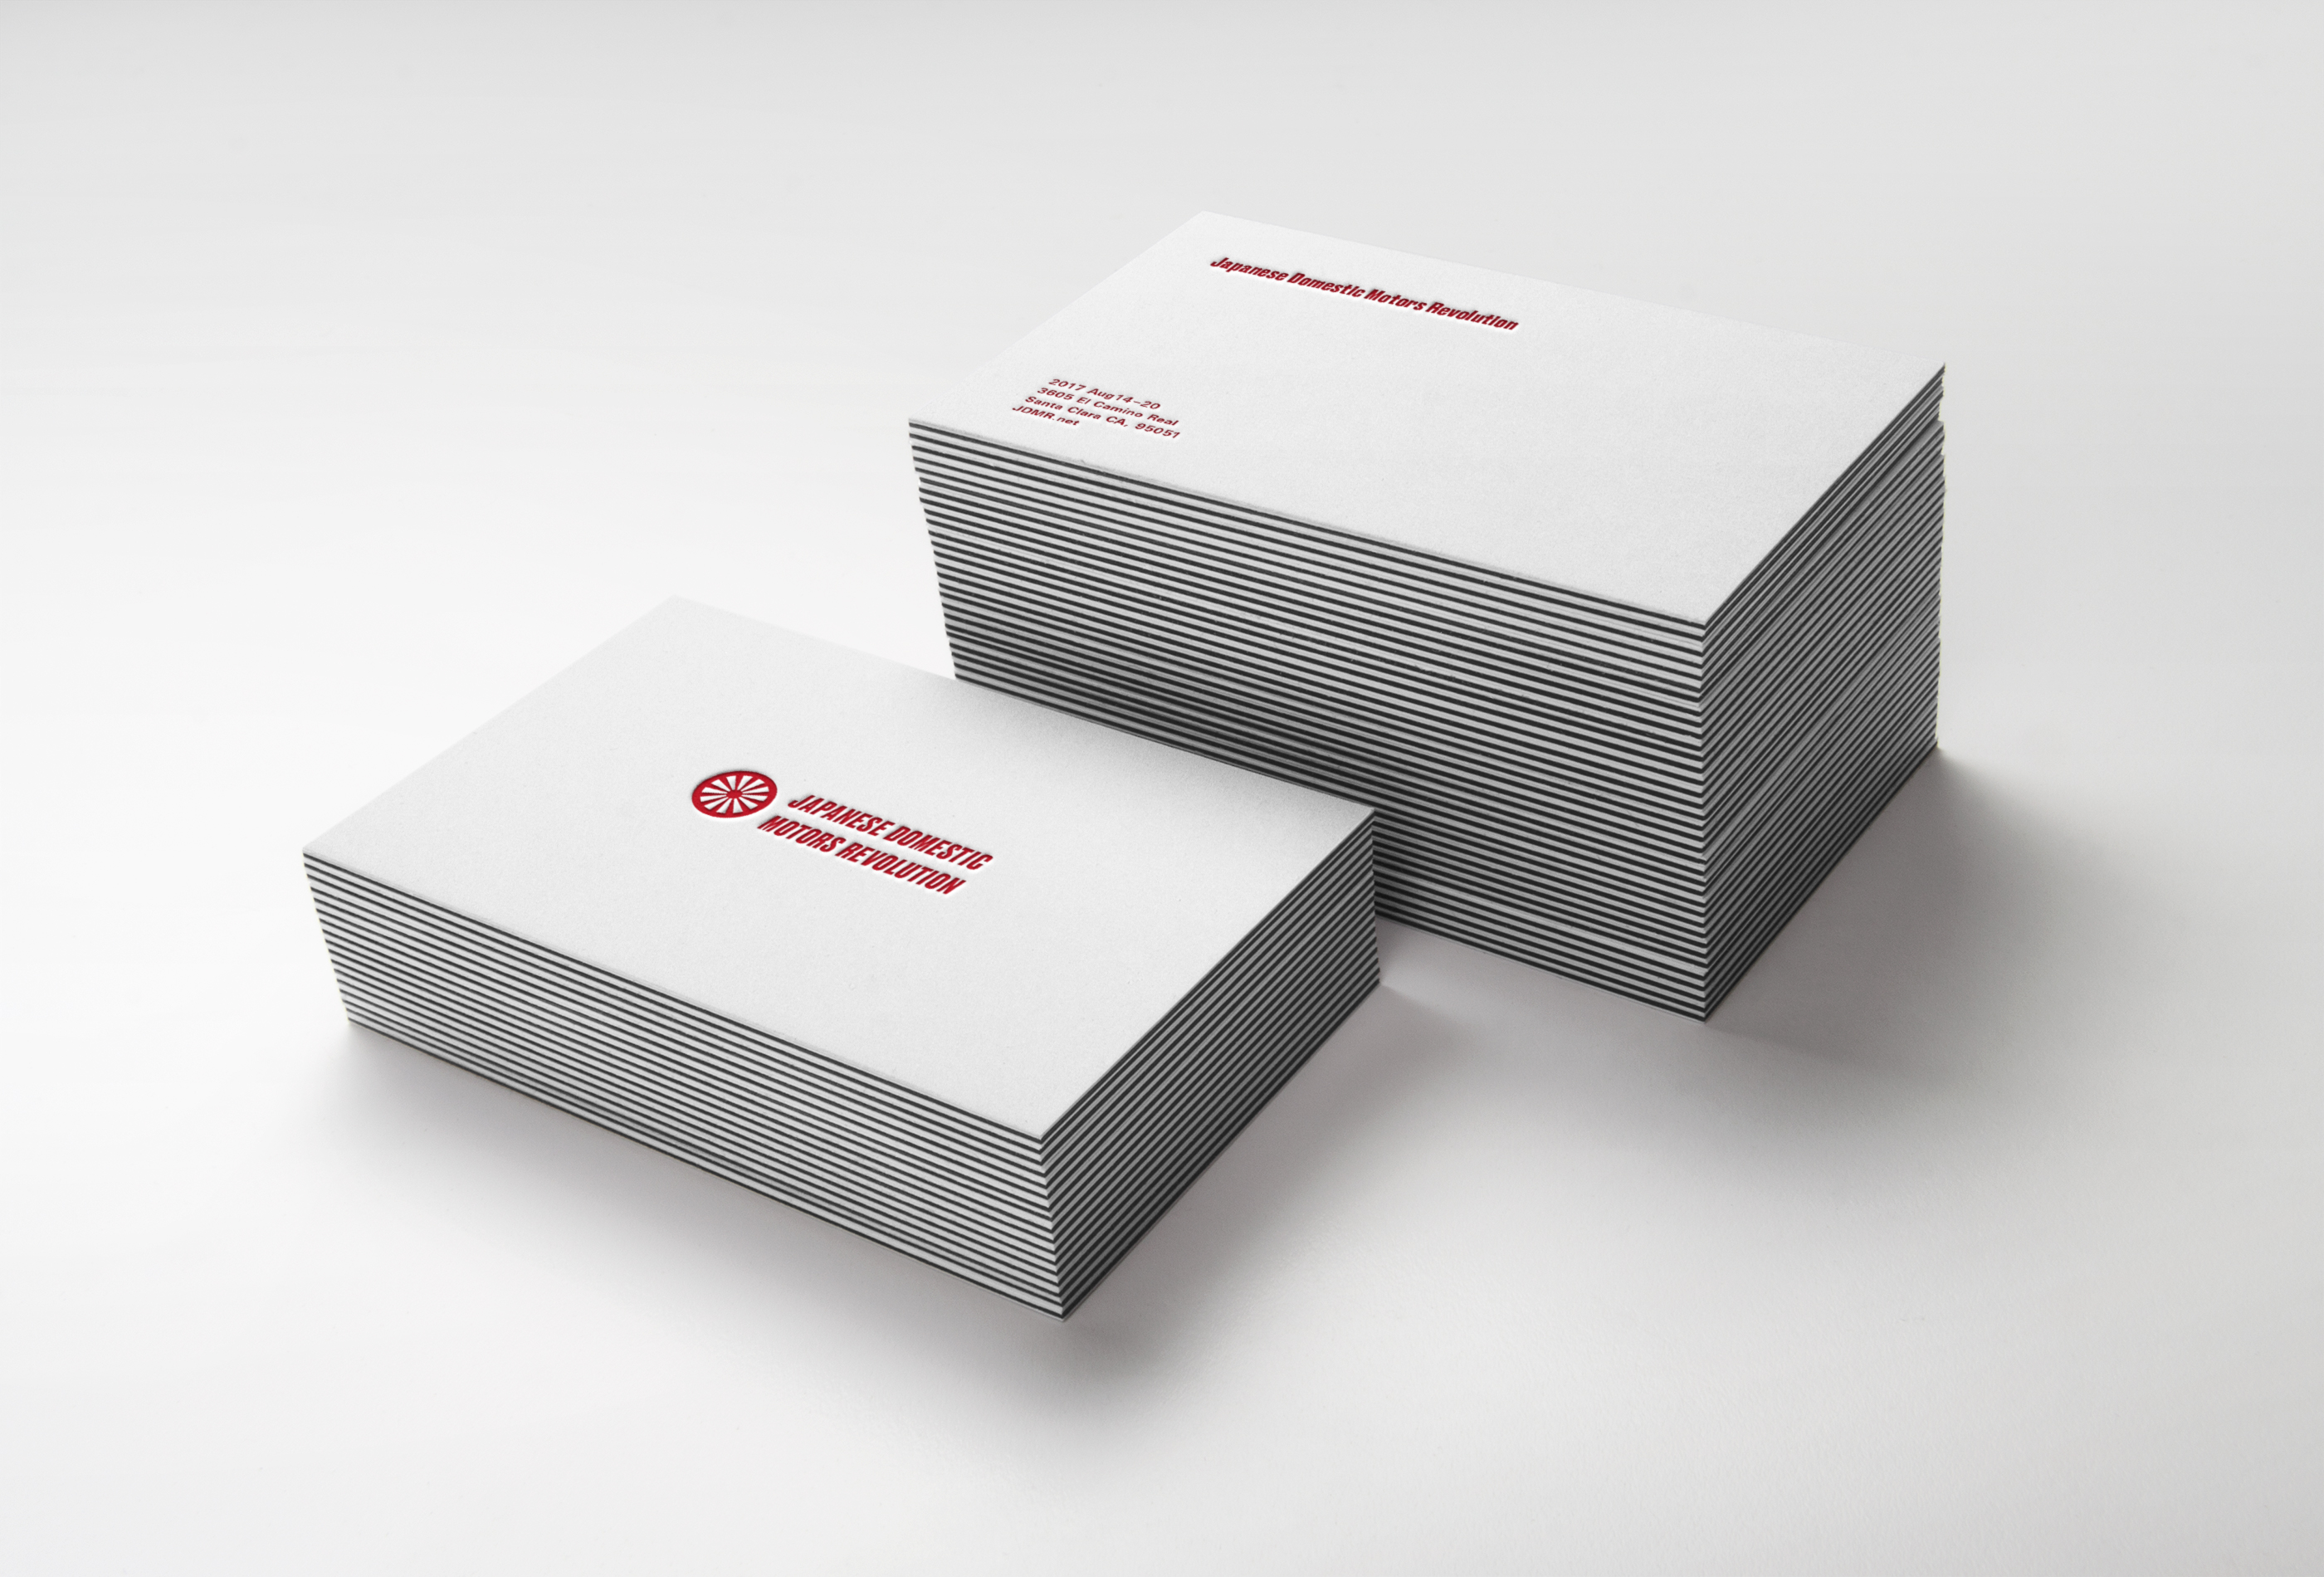 Japanese Domestic Motors Revolution
2017 Aug14-20
3605 El Camino Real
Santa Clara CA, 95051
JDMR.net
JAPANESE DOMESTIC
MOTORS REVOLUTION